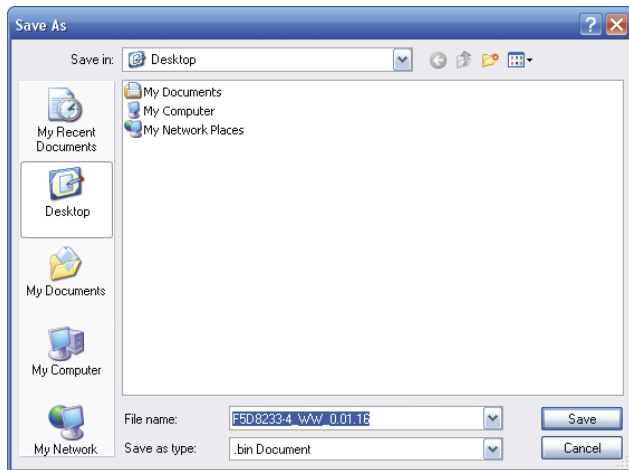 Save As
Save in:
Desktop
My Recent
Documents
Desktop
My Documents
My Computer
My Network
My Documents
My Computer
My Network Places
File name:
F5D8233-4_WW_0.01.16
Save
Save as type:
.bin Document
Cancel